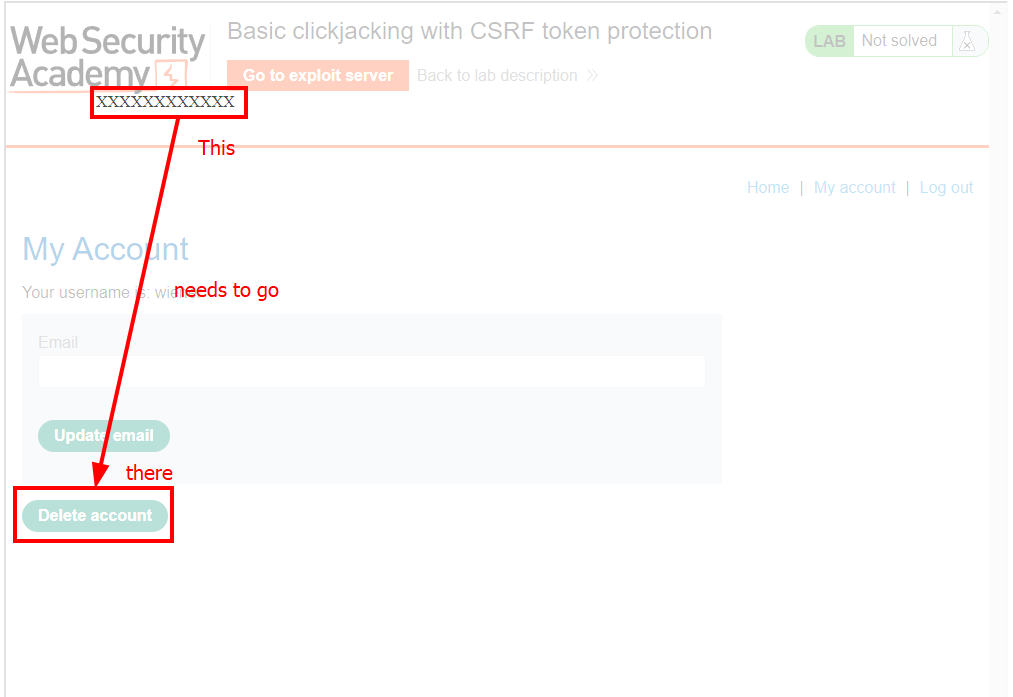 Web Security
Academy
Basic clickjacking with CSRF token protection
Go to exploit server
Back to lab description
LAB
Not solved
XXXXXXXXXXXX
This
Home | My account | Log out
My Account
Your username is:
needs to go
Email
Update email
there
Delete account